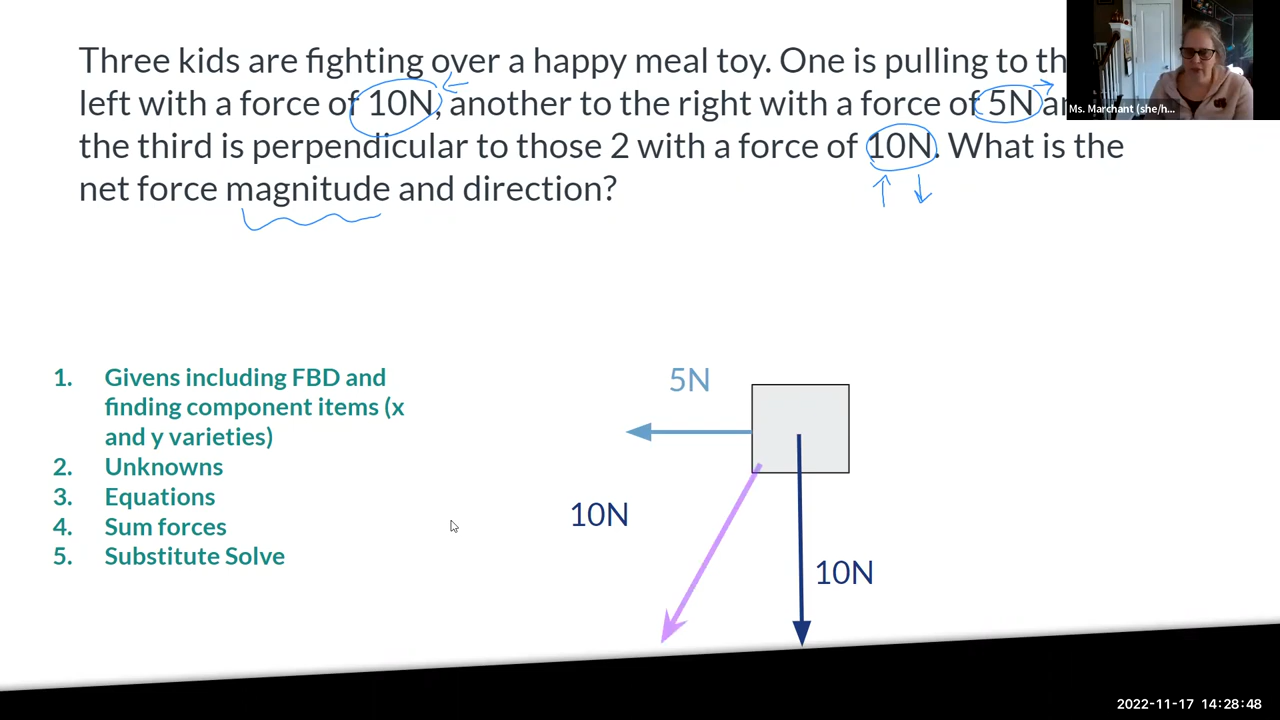 Three kids are fighting over a happy meal toy. One is pulling to
left with a force of 10N, another to the right with a force of 5N
the third is perpendicular to those 2 with a force of 10N. What is the
net force magnitude and direction?
Ms. Marchant (she/h...
1. Givens including FBD and
finding component items (x
and y varieties)
2. Unknowns
3. Equations
4. Sum forces
5. Substitute Solve
5N
10N
10N
2022-11-17 14:28:48